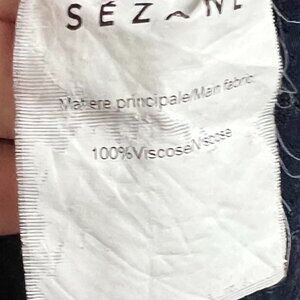 SÉZANE
Matière principale/Main fabric:
100%Viscose/Viscose